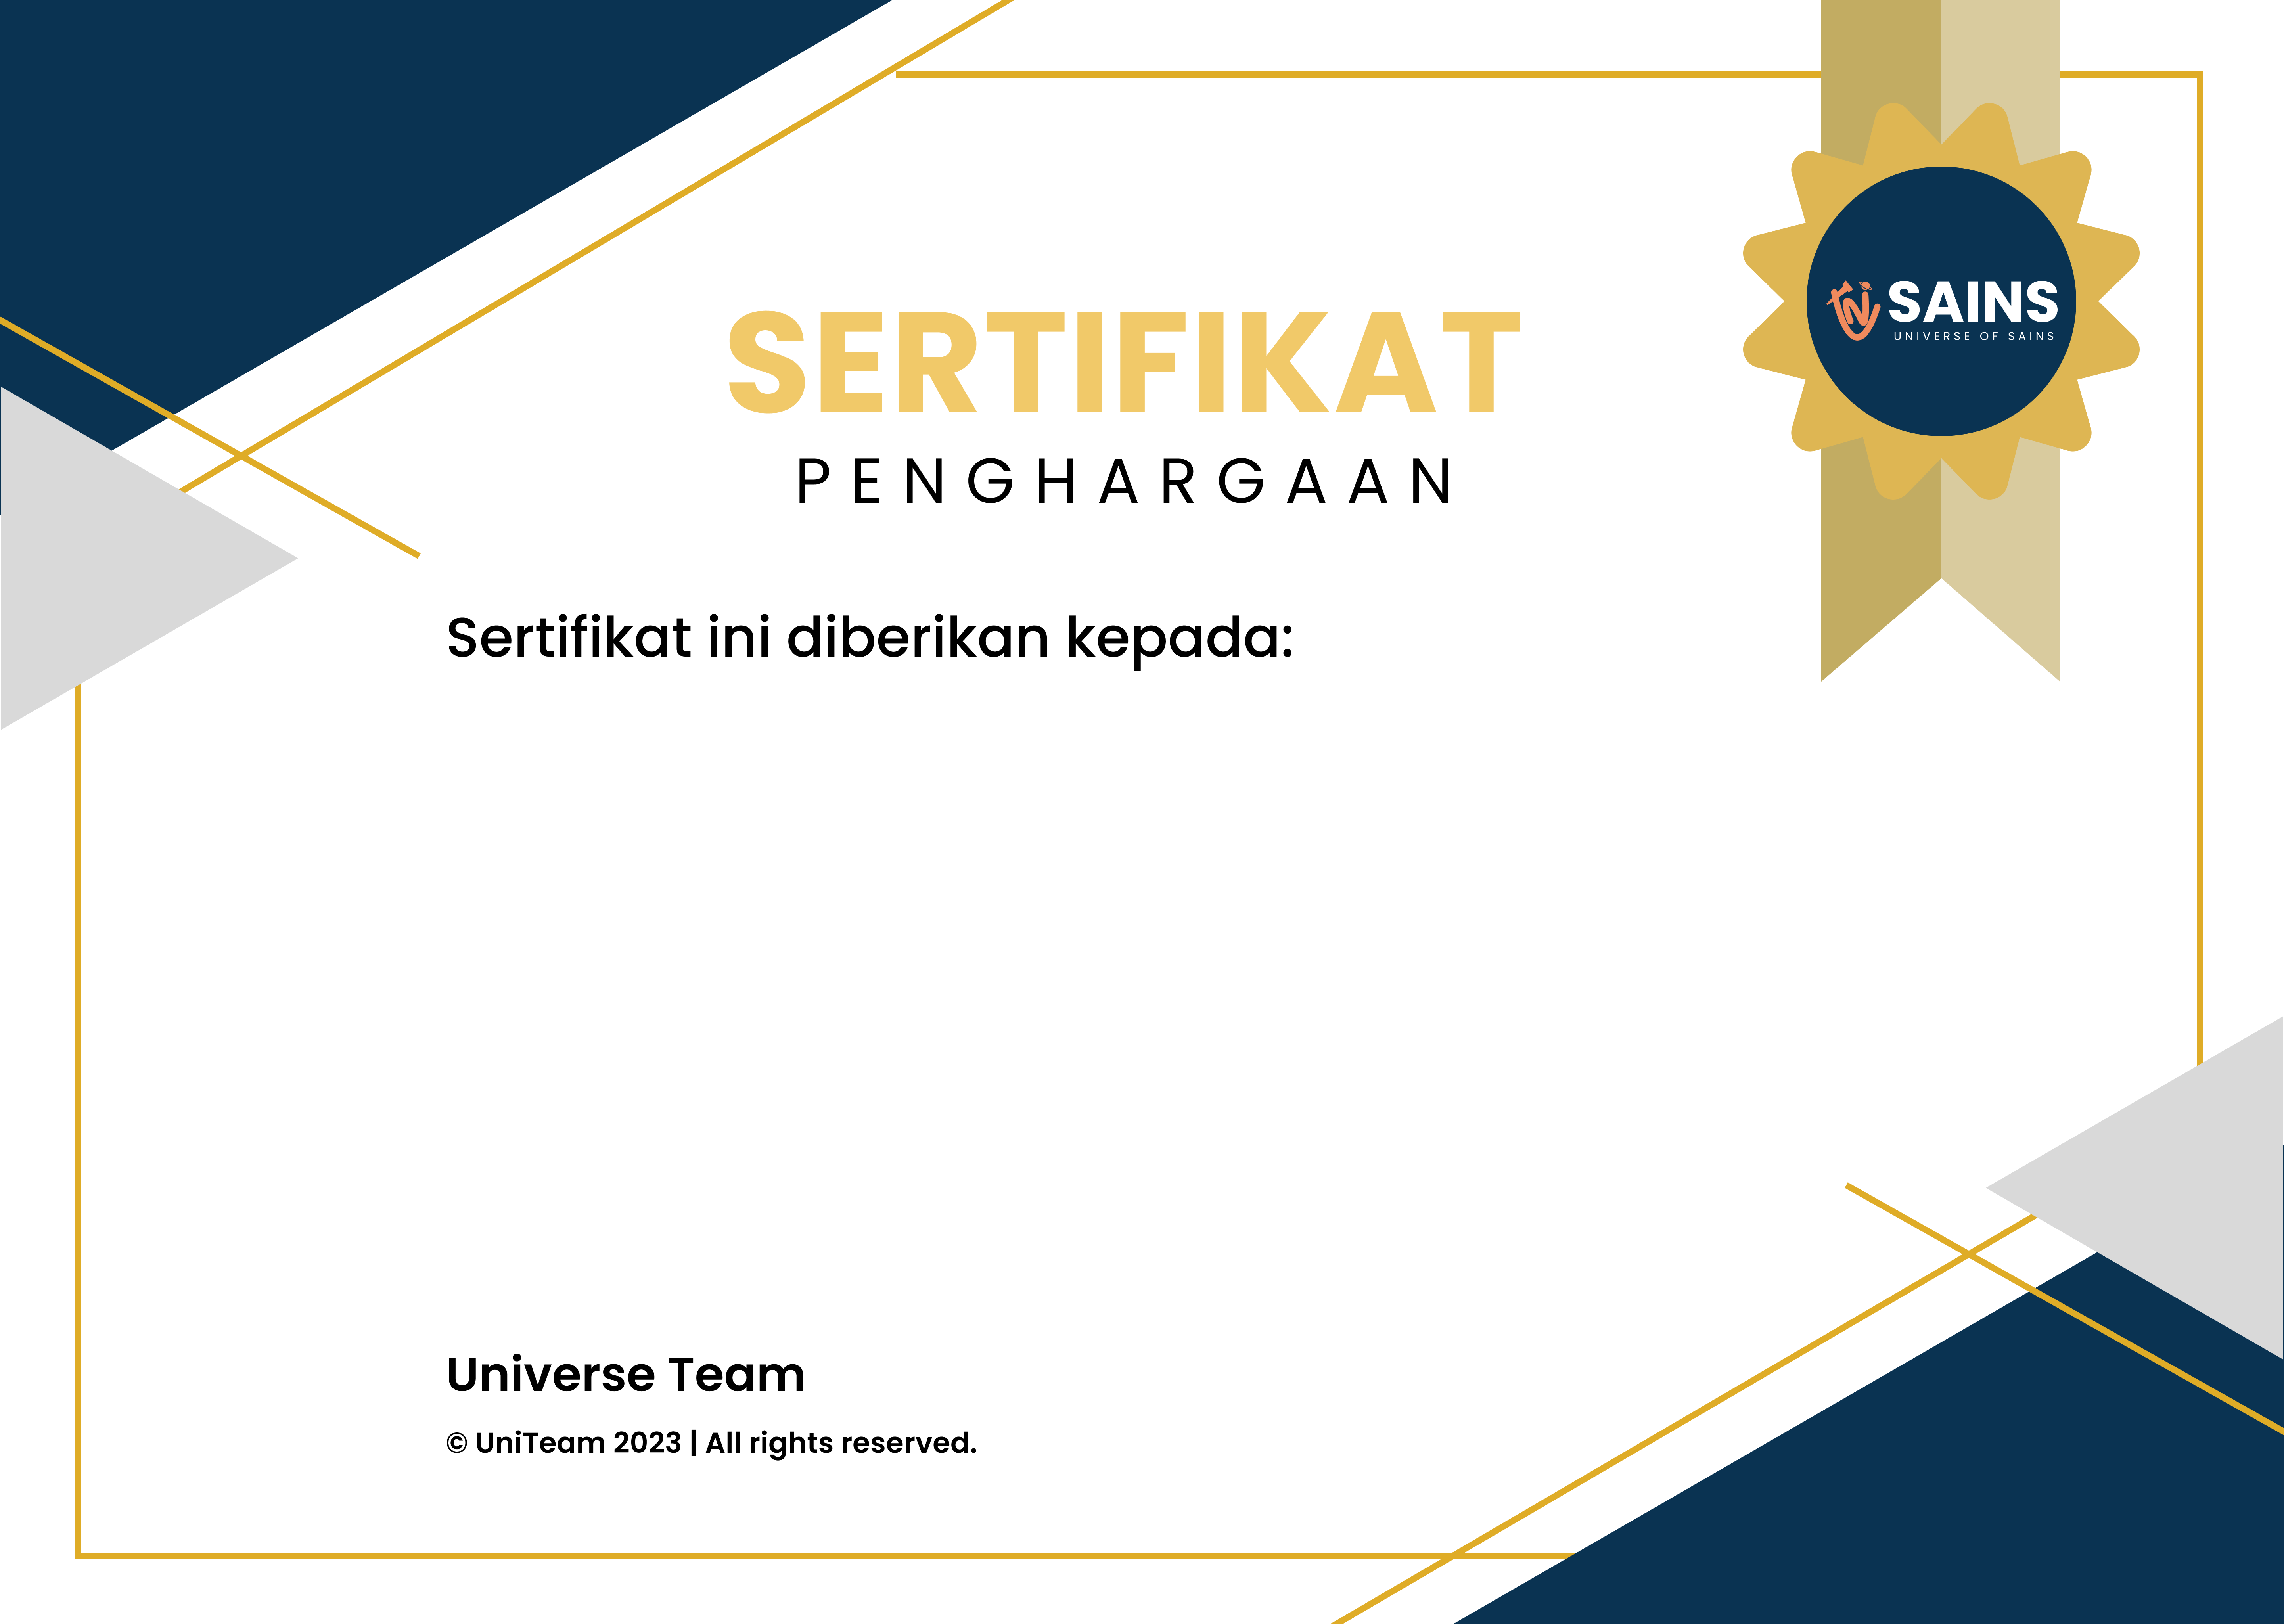 SAINS
UNIVERSE OF SAINS
SERTIFIKAT
PENGHARGAAN
Sertifikat ini diberikan kepada:
Universe Team
© UniTeam 2023 | All rights reserved.